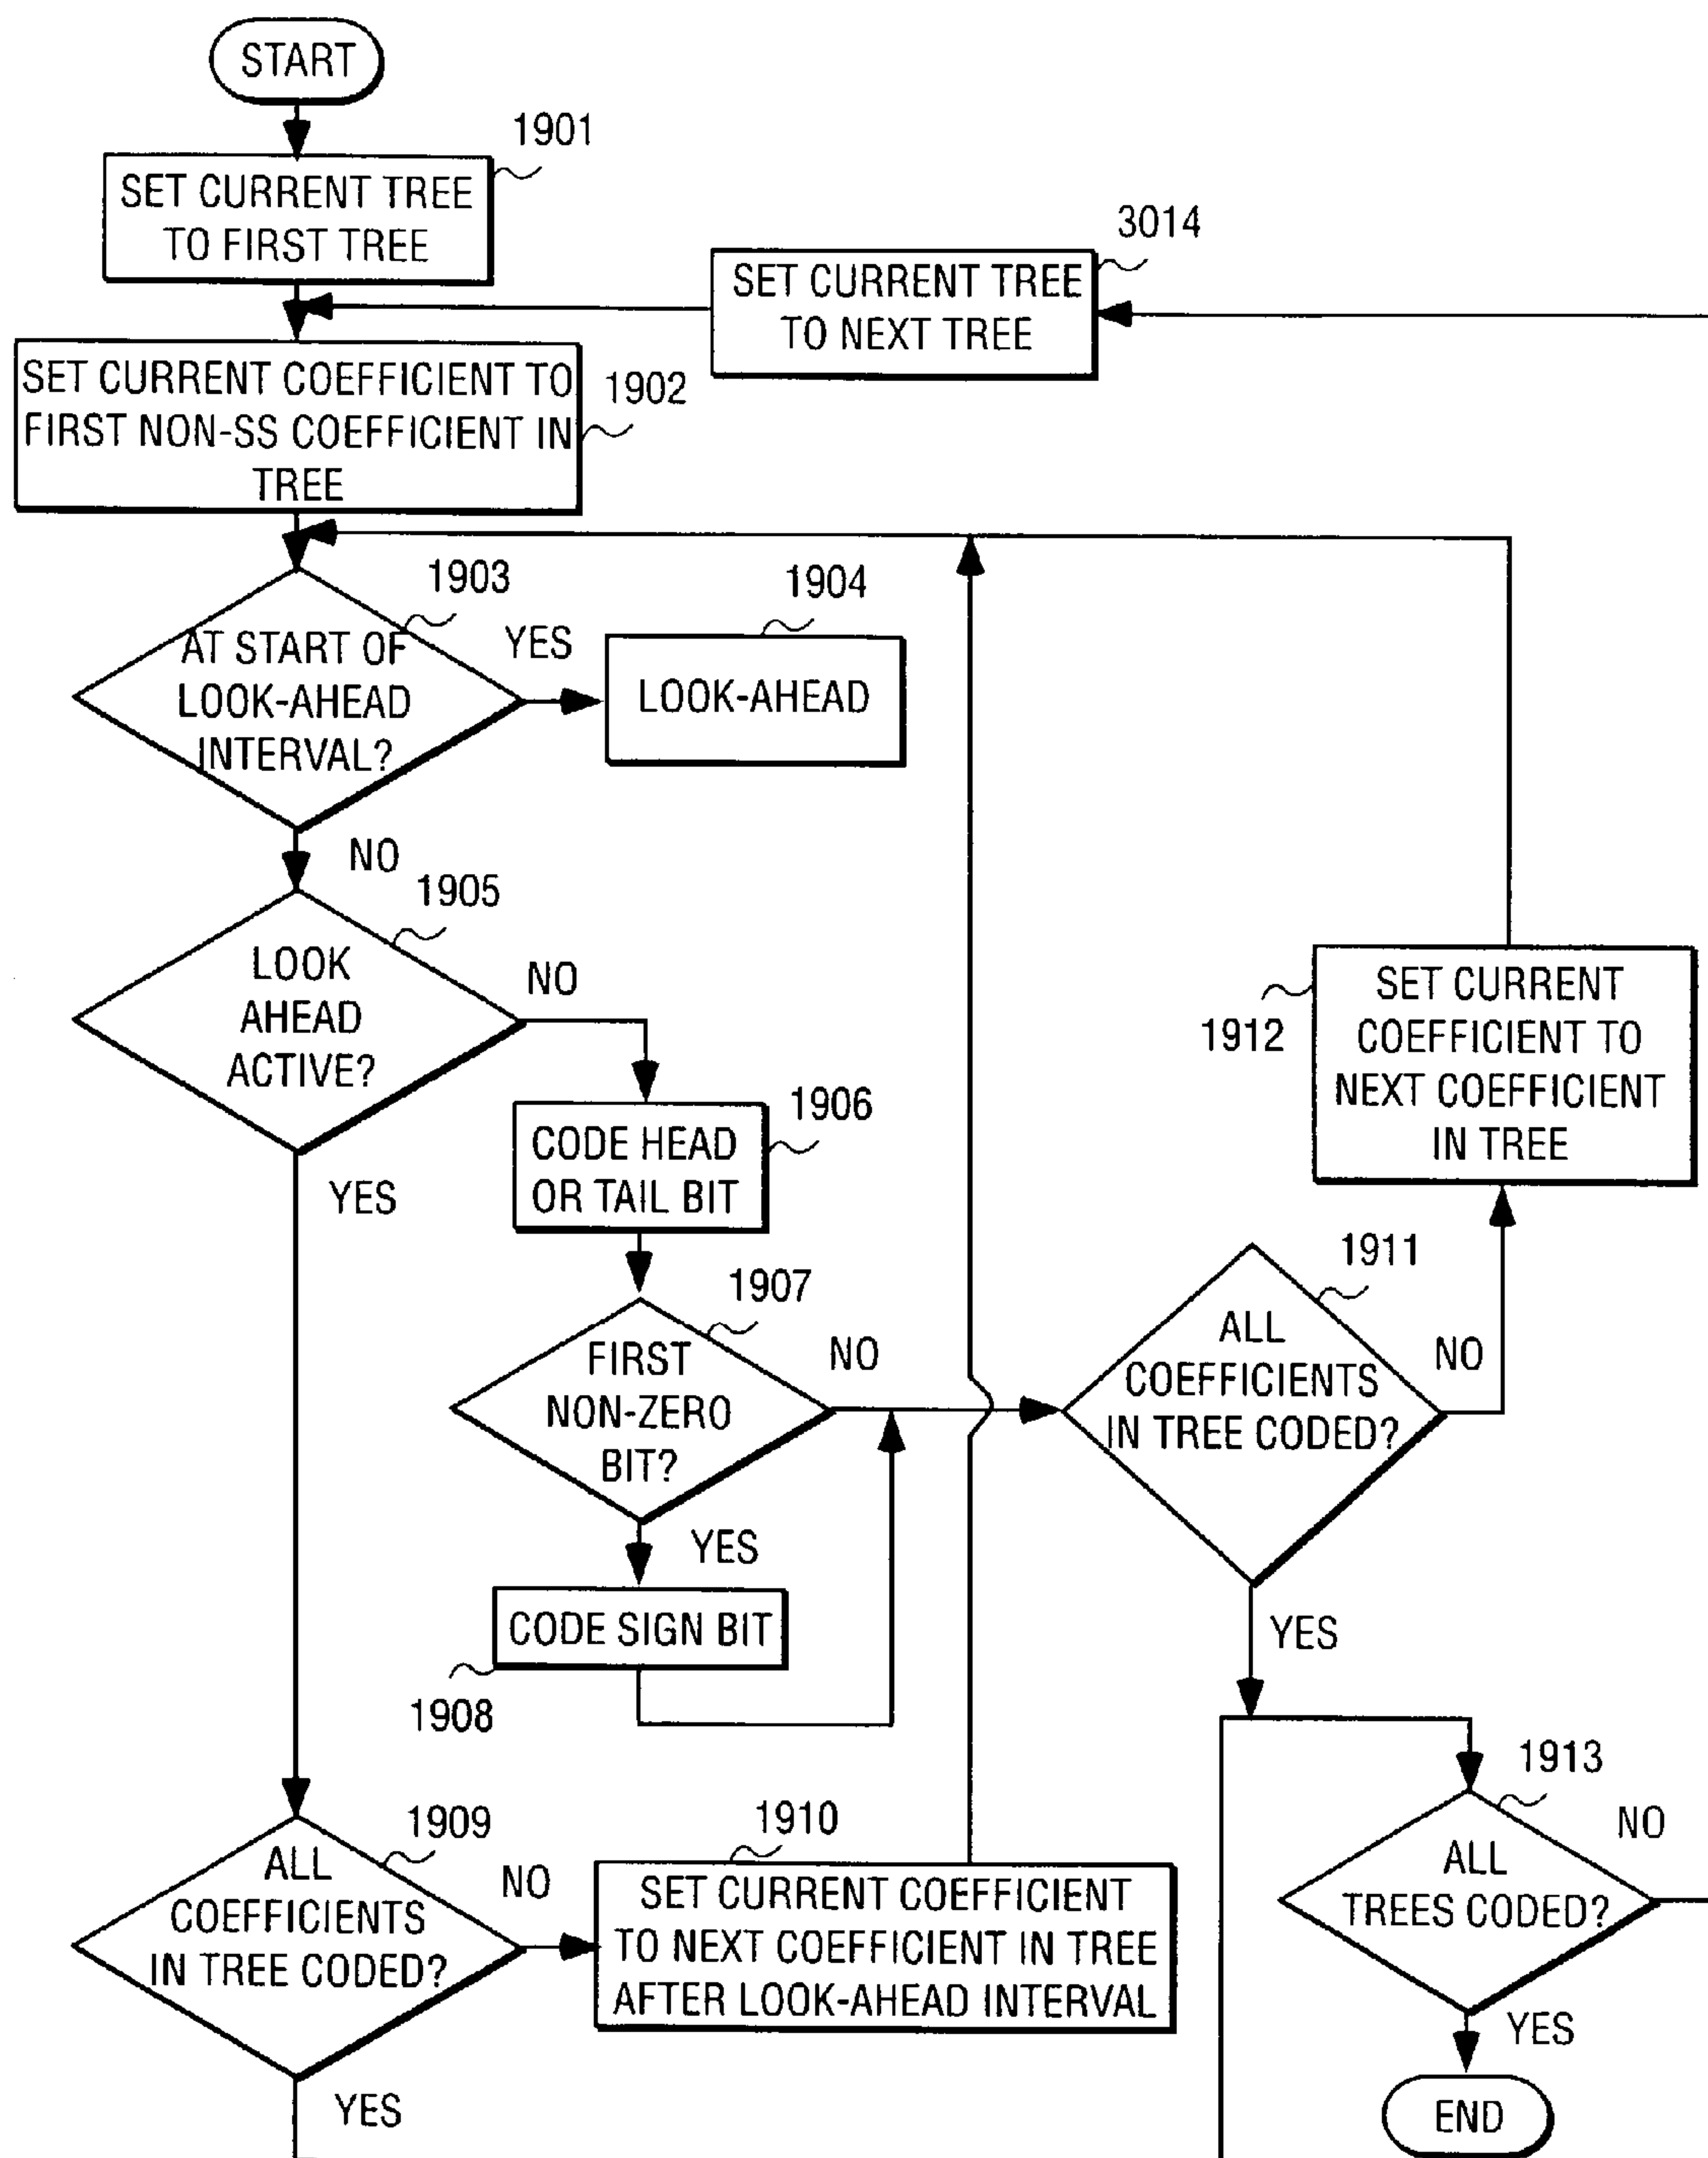 START
1901
SET CURRENT TREE
TO FIRST TREE
3014
SET CURRENT TREE
TO NEXT TREE
SET CURRENT COEFFICIENT TO
FIRST NON-SS COEFFICIENT IN
TREE
1902
1903
AT START OF
LOOK-AHEAD
INTERVAL?
YES
1904
LOOK-AHEAD
NO
1905
LOOK
AHEAD
ACTIVE?
NO
YES
1906
CODE HEAD
OR TAIL BIT
1907
FIRST
NON-ZERO
BIT?
NO
YES
CODE SIGN BIT
1908
1911
ALL
COEFFICIENTS
IN TREE CODED?
NO
YES
1912
SET CURRENT
COEFFICIENT TO
NEXT COEFFICIENT
IN TREE
1909
ALL
COEFFICIENTS
IN TREE CODED?
NO
YES
1910
SET CURRENT COEFFICIENT
TO NEXT COEFFICIENT IN TREE
AFTER LOOK-AHEAD INTERVAL
1913
ALL
TREES CODED?
NO
YES
END